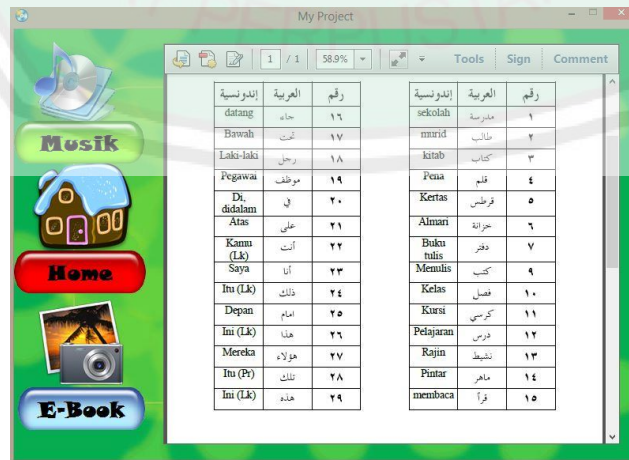 PERPUSTA
My Project
1 / 1 58.9% Tools Sign Comment
Musik
Home
E-Book
إندونسية العربية رقم
datang جاء ١٦
Bawah تحت ١٧
Laki-laki رجل ١٨
Pegawai موظف ١٩
Di, didalam في ٢٠
Atas على ٢١
Kamu (Lk) أنت ٢٢
Saya أنا ٢٣
Itu (Lk) ذلك ٢٤
Depan امام ٢٥
Ini (Lk) هذا ٢٦
Mereka هؤلاء ٢٧
Itu (Pr) تلك ٢٨
Ini (Lk) هذه ٢٩
إندونسية العربية رقم
sekolah مدرسة ١
murid طالب ٢
kitab كتاب ٣
Pena قلم ٤
Kertas قرطس ٥
Almari خزانة ٦
Buku tulis دفتر ٧
Menulis كتب ٩
Kelas فصل ١٠
Kursi كرسي ١١
Pelajaran درس ١٢
Rajin نشيط ١٣
Pintar ماهر ١٤
membaca قرأ ١٥